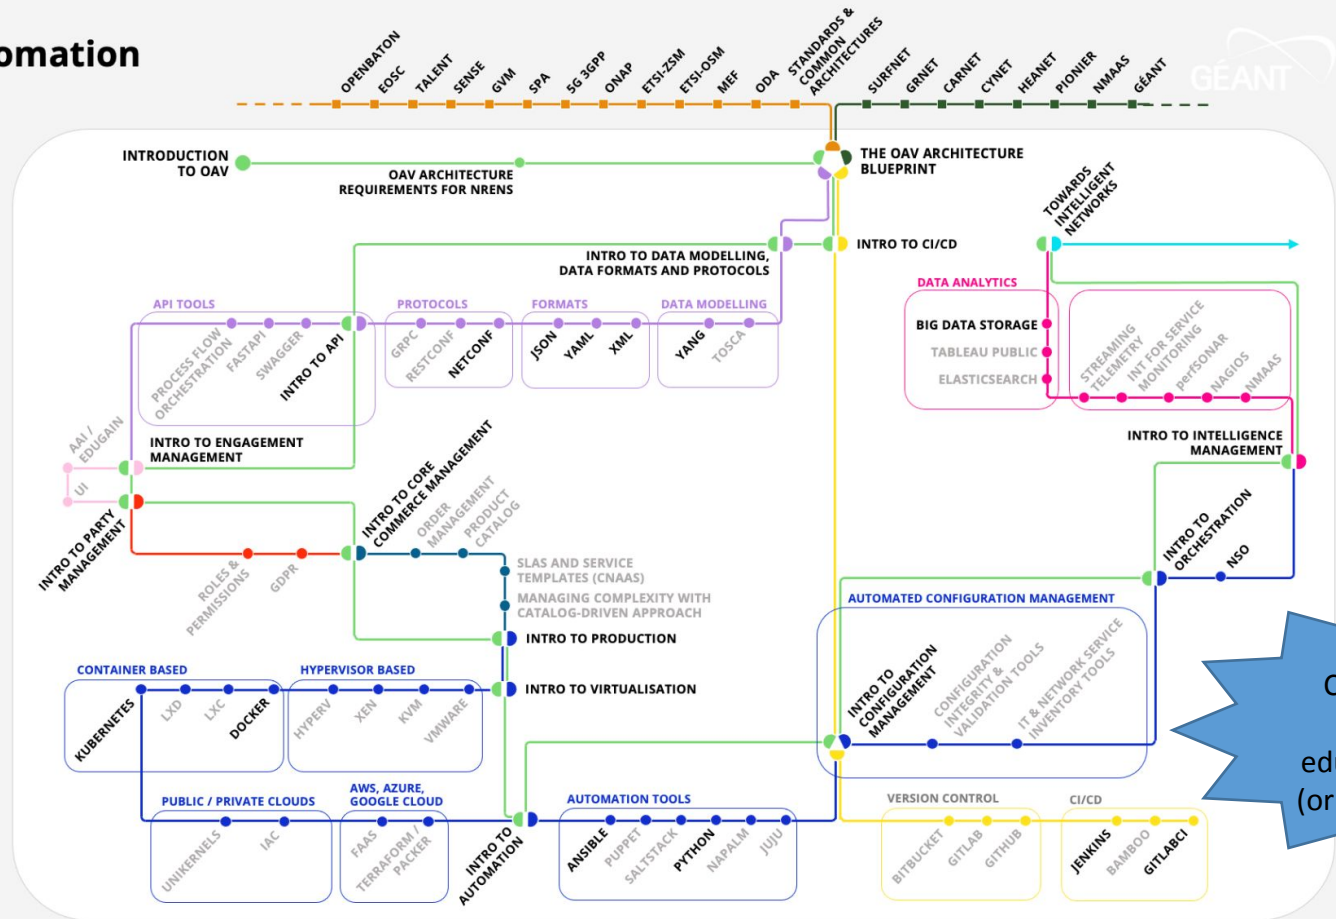 omation
GÉANT
OPENBATON
EOSC
TALENT
SENSE
GVM
SPA
5G 3GPP
ONAP
ETSI-ZSM
ETSI-OSM
MEF
ODA
STANDARDS &
COMMON
ARCHITECTURES
SURFNET
GRNET
CARNET
CYNET
HEANET
PIONIER
NMAAS
GÉANT
INTRODUCTION
TO OAV
OAV ARCHITECTURE
REQUIREMENTS FOR NRENS
THE OAV ARCHITECTURE
BLUEPRINT
TOWARDS
INTELLIGENT
NETWORKS
INTRO TO DATA MODELLING,
DATA FORMATS AND PROTOCOLS
INTRO TO CI/CD
API TOOLS
PROCESS FLOW
ORCHESTRATION
FASTAPI
SWAGGER
INTRO TO API
PROTOCOLS
GRPC
RESTCONF
NETCONF
FORMATS
JSON
YAML
XML
DATA MODELLING
YANG
TOSCA
DATA ANALYTICS
BIG DATA STORAGE
TABLEAU PUBLIC
ELASTICSEARCH
STREAMING
TELEMETRY
INT FOR SERVICE
MONITORING
perfSONAR
NAGIOS
NMAAS
AAI /
EDUGAIN
UI
INTRO TO ENGAGEMENT
MANAGEMENT
INTRO TO PARTY
MANAGEMENT
ROLES &
PERMISSIONS
GDPR
INTRO TO CORE
COMMERCE MANAGEMENT
ORDER
MANAGEMENT
PRODUCT
CATALOG
SLAS AND SERVICE
TEMPLATES (CNAAS)
MANAGING COMPLEXITY WITH
CATALOG-DRIVEN APPROACH
INTRO TO INTELLIGENCE
MANAGEMENT
INTRO TO
ORCHESTRATION
NSO
INTRO TO PRODUCTION
INTRO TO VIRTUALISATION
CONTAINER BASED
KUBERNETES
LXD
LXC
DOCKER
HYPERVISOR BASED
HYPERV
XEN
KVM
VMWARE
AUTOMATED CONFIGURATION MANAGEMENT
INTRO TO
CONFIGURATION
MANAGEMENT
CONFIGURATION
INTEGRITY &
VALIDATION TOOLS
IT & NETWORK SERVICE
INVENTORY TOOLS
PUBLIC / PRIVATE CLOUDS
UNIKERNELS
IAC
AWS, AZURE,
GOOGLE CLOUD
FAAS
TERRAFORM /
PACKER
INTRO TO
AUTOMATION
AUTOMATION TOOLS
ANSIBLE
PUPPET
SALTSTACK
PYTHON
NAPALM
JUJU
VERSION CONTROL
BITBUCKET
GITLAB
GITHUB
CI/CD
JENKINS
BAMBOO
GITLABCI
edu
(or